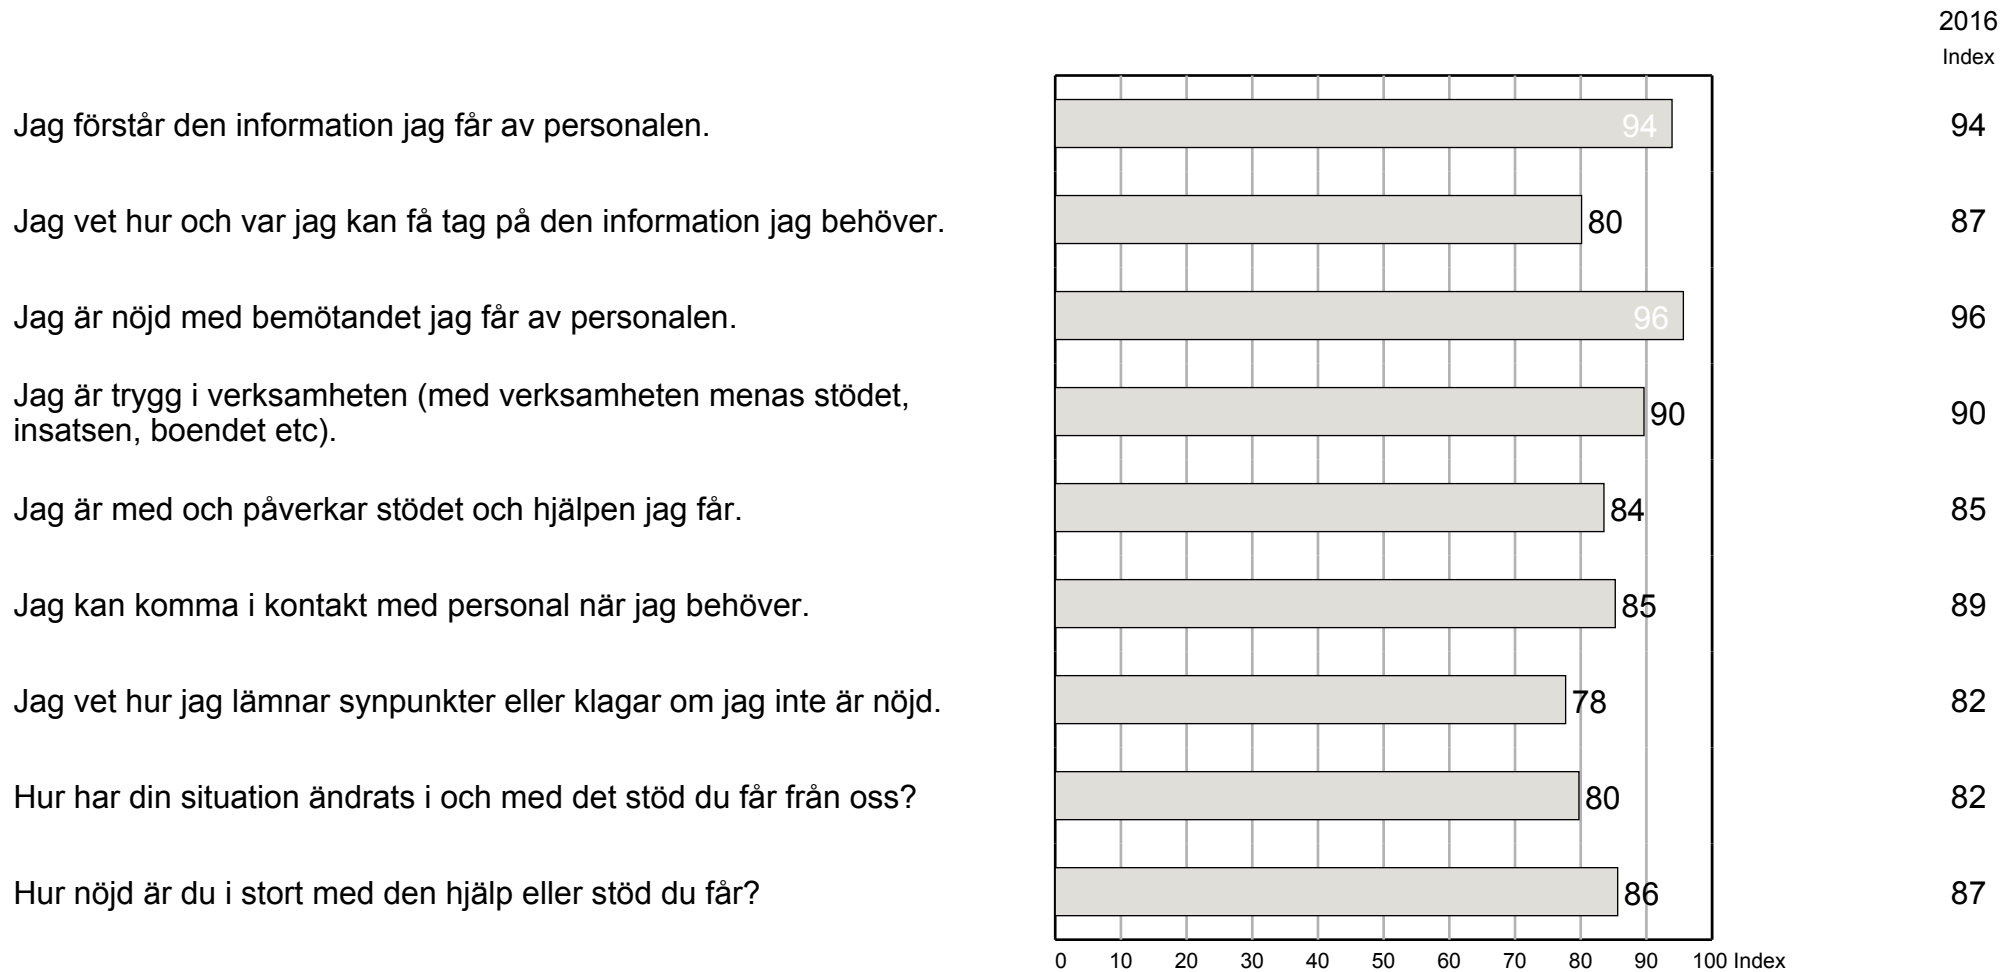 2016
Index
Jag förstår den information jag får av personalen. 94 94
Jag vet hur och var jag kan få tag på den information jag behöver. 80 87
Jag är nöjd med bemötandet jag får av personalen. 96 96
Jag är trygg i verksamheten (med verksamheten menas stödet,
insatsen, boendet etc). 90 90
Jag är med och påverkar stödet och hjälpen jag får. 84 85
Jag kan komma i kontakt med personal när jag behöver. 85 89
Jag vet hur jag lämnar synpunkter eller klagar om jag inte är nöjd. 78 82
Hur har din situation ändrats i och med det stöd du får från oss? 80 82
Hur nöjd är du i stort med den hjälp eller stöd du får? 86 87
0 10 20 30 40 50 60 70 80 90 100 Index